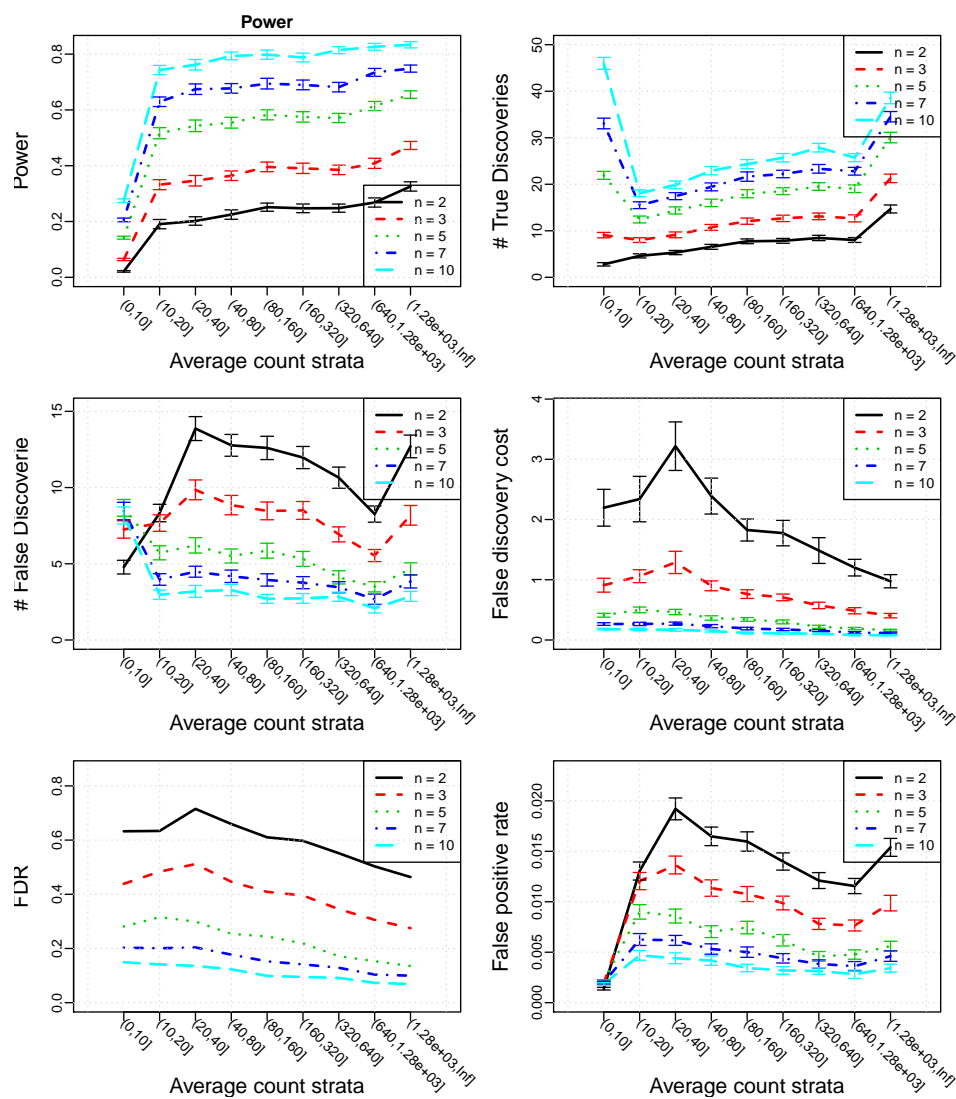 Power
Power
0.0
0.2
0.4
0.6
0.8
n = 2
n = 3
n = 5
n = 7
n = 10
(0,10]
(10,20]
(20,40]
(40,80]
(80,160]
(160,320]
(320,640]
(640,1.28e+03]
(1.28e+03,Inf]
Average count strata
# True Discoveries
0
10
20
30
40
50
n = 2
n = 3
n = 5
n = 7
n = 10
(0,10]
(10,20]
(20,40]
(40,80]
(80,160]
(160,320]
(320,640]
(640,1.28e+03]
(1.28e+03,Inf]
Average count strata
# False Discoverie
0
5
10
15
n = 2
n = 3
n = 5
n = 7
n = 10
(0,10]
(10,20]
(20,40]
(40,80]
(80,160]
(160,320]
(320,640]
(640,1.28e+03]
(1.28e+03,Inf]
Average count strata
False discovery cost
0
1
2
3
4
n = 2
n = 3
n = 5
n = 7
n = 10
(0,10]
(10,20]
(20,40]
(40,80]
(80,160]
(160,320]
(320,640]
(640,1.28e+03]
(1.28e+03,Inf]
Average count strata
FDR
0.0
0.2
0.4
0.6
0.8
n = 2
n = 3
n = 5
n = 7
n = 10
(0,10]
(10,20]
(20,40]
(40,80]
(80,160]
(160,320]
(320,640]
(640,1.28e+03]
(1.28e+03,Inf]
Average count strata
False positive rate
0.000
0.005
0.010
0.015
0.020
n = 2
n = 3
n = 5
n = 7
n = 10
(0,10]
(10,20]
(20,40]
(40,80]
(80,160]
(160,320]
(320,640]
(640,1.28e+03]
(1.28e+03,Inf]
Average count strata